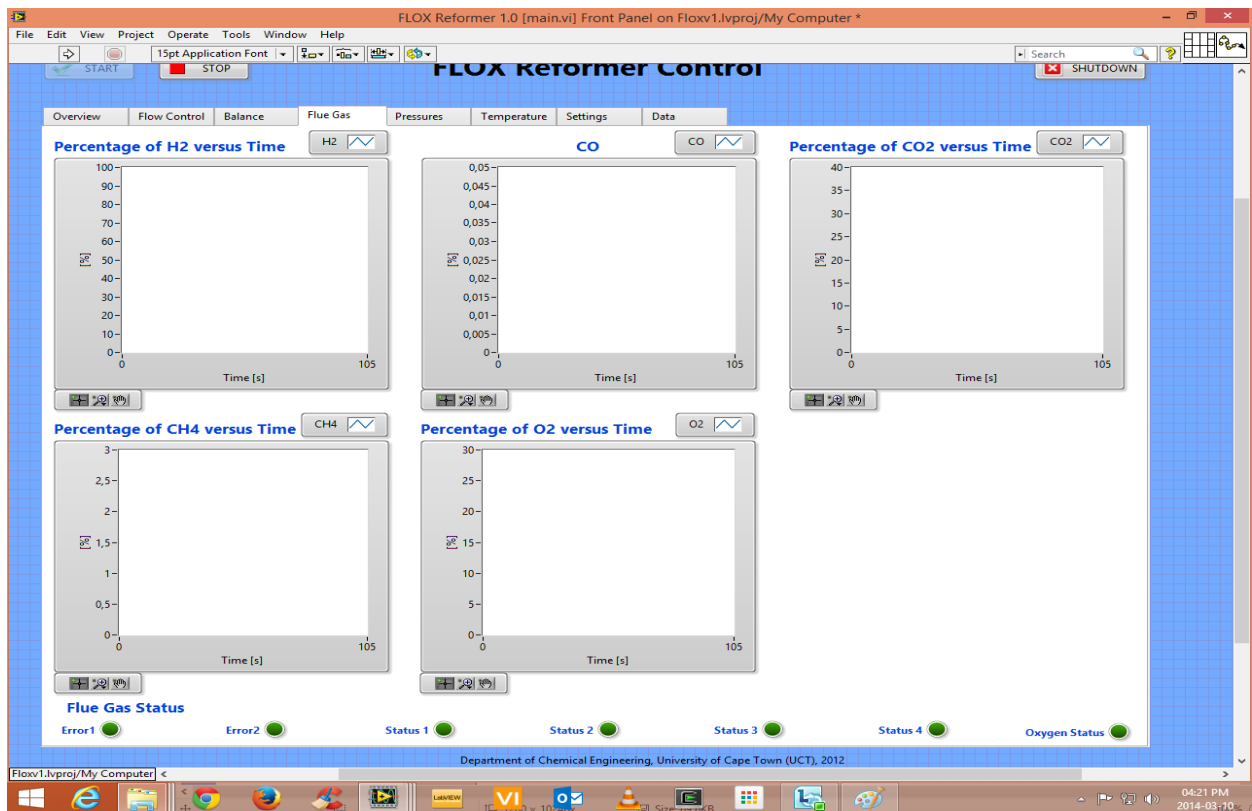 FLOX Reformer 1.0 [main.vi] Front Panel on Floxv1.lvproj/My Computer *
File Edit View Project Operate Tools Window Help
15pt Application Font
Search
START STOP FLOX Reformer Control SHUTDOWN
Overview Flow Control Balance Flue Gas Pressures Temperature Settings Data
Percentage of H2 versus Time H2
100
90
80
70
60
[%] 50
40
30
20
10
0
0 105
Time [s]
CO CO
0,05
0,045
0,04
0,035
0,03
[%] 0,025
0,02
0,015
0,01
0,005
0
0 105
Time [s]
Percentage of CO2 versus Time CO2
40
35
30
25
[%] 20
15
10
5
0
0 105
Time [s]
Percentage of CH4 versus Time CH4
3
2,5
2
[%] 1,5
1
0,5
0
0 105
Time [s]
Percentage of O2 versus Time O2
30
25
20
[%] 15
10
5
0
0 105
Time [s]
Flue Gas Status
Error1 Error2 Status 1 Status 2 Status 3 Status 4 Oxygen Status
Department of Chemical Engineering, University of Cape Town (UCT), 2012
Floxv1.lvproj/My Computer
LabVIEW VI
04:21 PM
2014-03-10